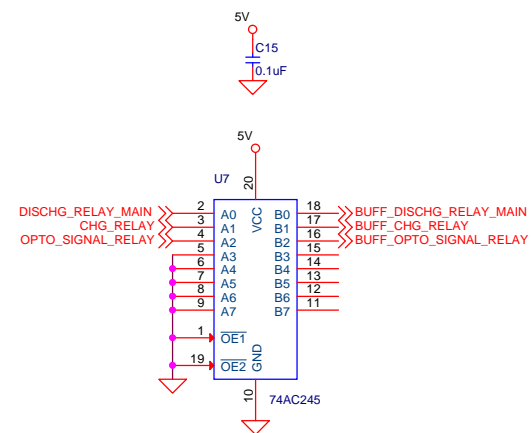 5V
C15
0.1uF
5V
U7
20
DISCHG_RELAY_MAIN 2 A0 VCC B0 18 BUFF_DISCHG_RELAY_MAIN
CHG_RELAY 3 A1 B1 17 BUFF_CHG_RELAY
OPTO_SIGNAL_RELAY 4 A2 B2 16 BUFF_OPTO_SIGNAL_RELAY
5 A3 B3 15
6 A4 B4 14
7 A5 B5 13
8 A6 B6 12
9 A7 B7 11
1 OE1
19 OE2 GND
10 74AC245